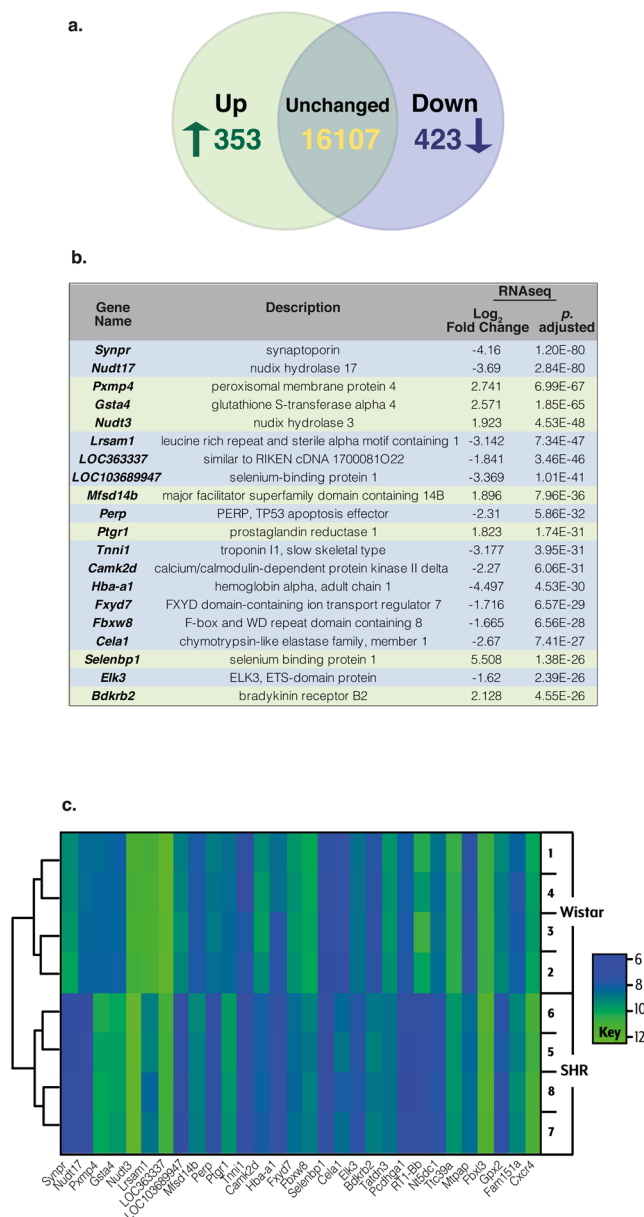 a.
Up Unchanged Down
353 16107 423
b.
Gene Name Description RNAseq
Log2 Fold Change p. adjusted
Synpr synaptoporin -4.16 1.20E-80
Nudt17 nudix hydrolase 17 -3.69 2.84E-80
Pxmp4 peroxisomal membrane protein 4 2.741 6.99E-67
Gsta4 glutathione S-transferase alpha 4 2.571 1.85E-65
Nudt3 nudix hydrolase 3 1.923 4.53E-48
Lrsam1 leucine rich repeat and sterile alpha motif containing 1 -3.142 7.34E-47
LOC363337 similar to RIKEN cDNA 1700081O22 -1.841 3.46E-46
LOC103689947 selenium-binding protein 1 -3.369 1.01E-41
Mfsd14b major facilitator superfamily domain containing 14B 1.896 7.96E-36
Perp PERP, TP53 apoptosis effector -2.31 5.86E-32
Ptgr1 prostaglandin reductase 1 1.823 1.74E-31
Tnni1 troponin I1, slow skeletal type -3.177 3.95E-31
Camk2d calcium/calmodulin-dependent protein kinase II delta -2.27 6.06E-31
Hba-a1 hemoglobin alpha, adult chain 1 -4.497 4.53E-30
Fxyd7 FXYD domain-containing ion transport regulator 7 -1.716 6.57E-29
Fbxw8 F-box and WD repeat domain containing 8 -1.665 6.56E-28
Cela1 chymotrypsin-like elastase family, member 1 -2.67 7.41E-27
Selenbp1 selenium binding protein 1 5.508 1.38E-26
Elk3 ELK3, ETS-domain protein -1.62 2.39E-26
Bdkrb2 bradykinin receptor B2 2.128 4.55E-26
c.
1
4
Wistar
3
2
6
5
SHR
8
7
6
8
10
12
Key
Synpr Nudt17 Pxmp4 Gsta4 Nudt3 Lrsam1 LOC363337 LOC103689947 Mfsd14b Perp Ptgr1 Tnni1 Camk2d Hba-a1 Fxyd7 Fbxw8 Selenbp1 Cela1 Elk3 Bdkrb2 Tatdn3 Pcdhga1 RT1-Bb Nt5dc1 Ttc39a Mtpap Fbxl3 Gpx2 Fam151a Cxcr4